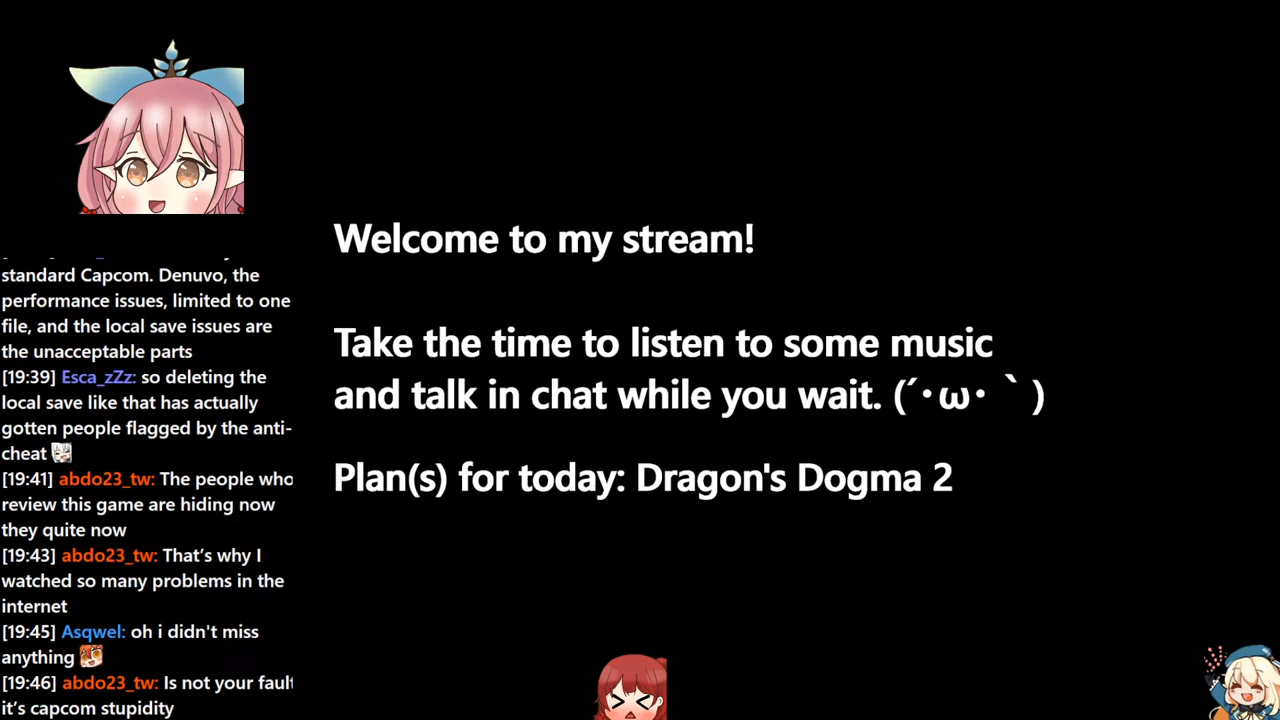 standard Capcom. Denuvo, the
performance issues, limited to one
file, and the local save issues are
the unacceptable parts
[19:39] Esca_zZz: so deleting the
local save like that has actually
gotten people flagged by the anti-
cheat
[19:41] abdo23_tw: The people who
review this game are hiding now
they quite now
[19:43] abdo23_tw: That’s why I
watched so many problems in the
internet
[19:45] Asqwel: oh i didn't miss
anything
[19:46] abdo23_tw: Is not your fault
it’s capcom stupidity
Welcome to my stream!
Take the time to listen to some music
and talk in chat while you wait. (´・ω・｀)
Plan(s) for today: Dragon's Dogma 2